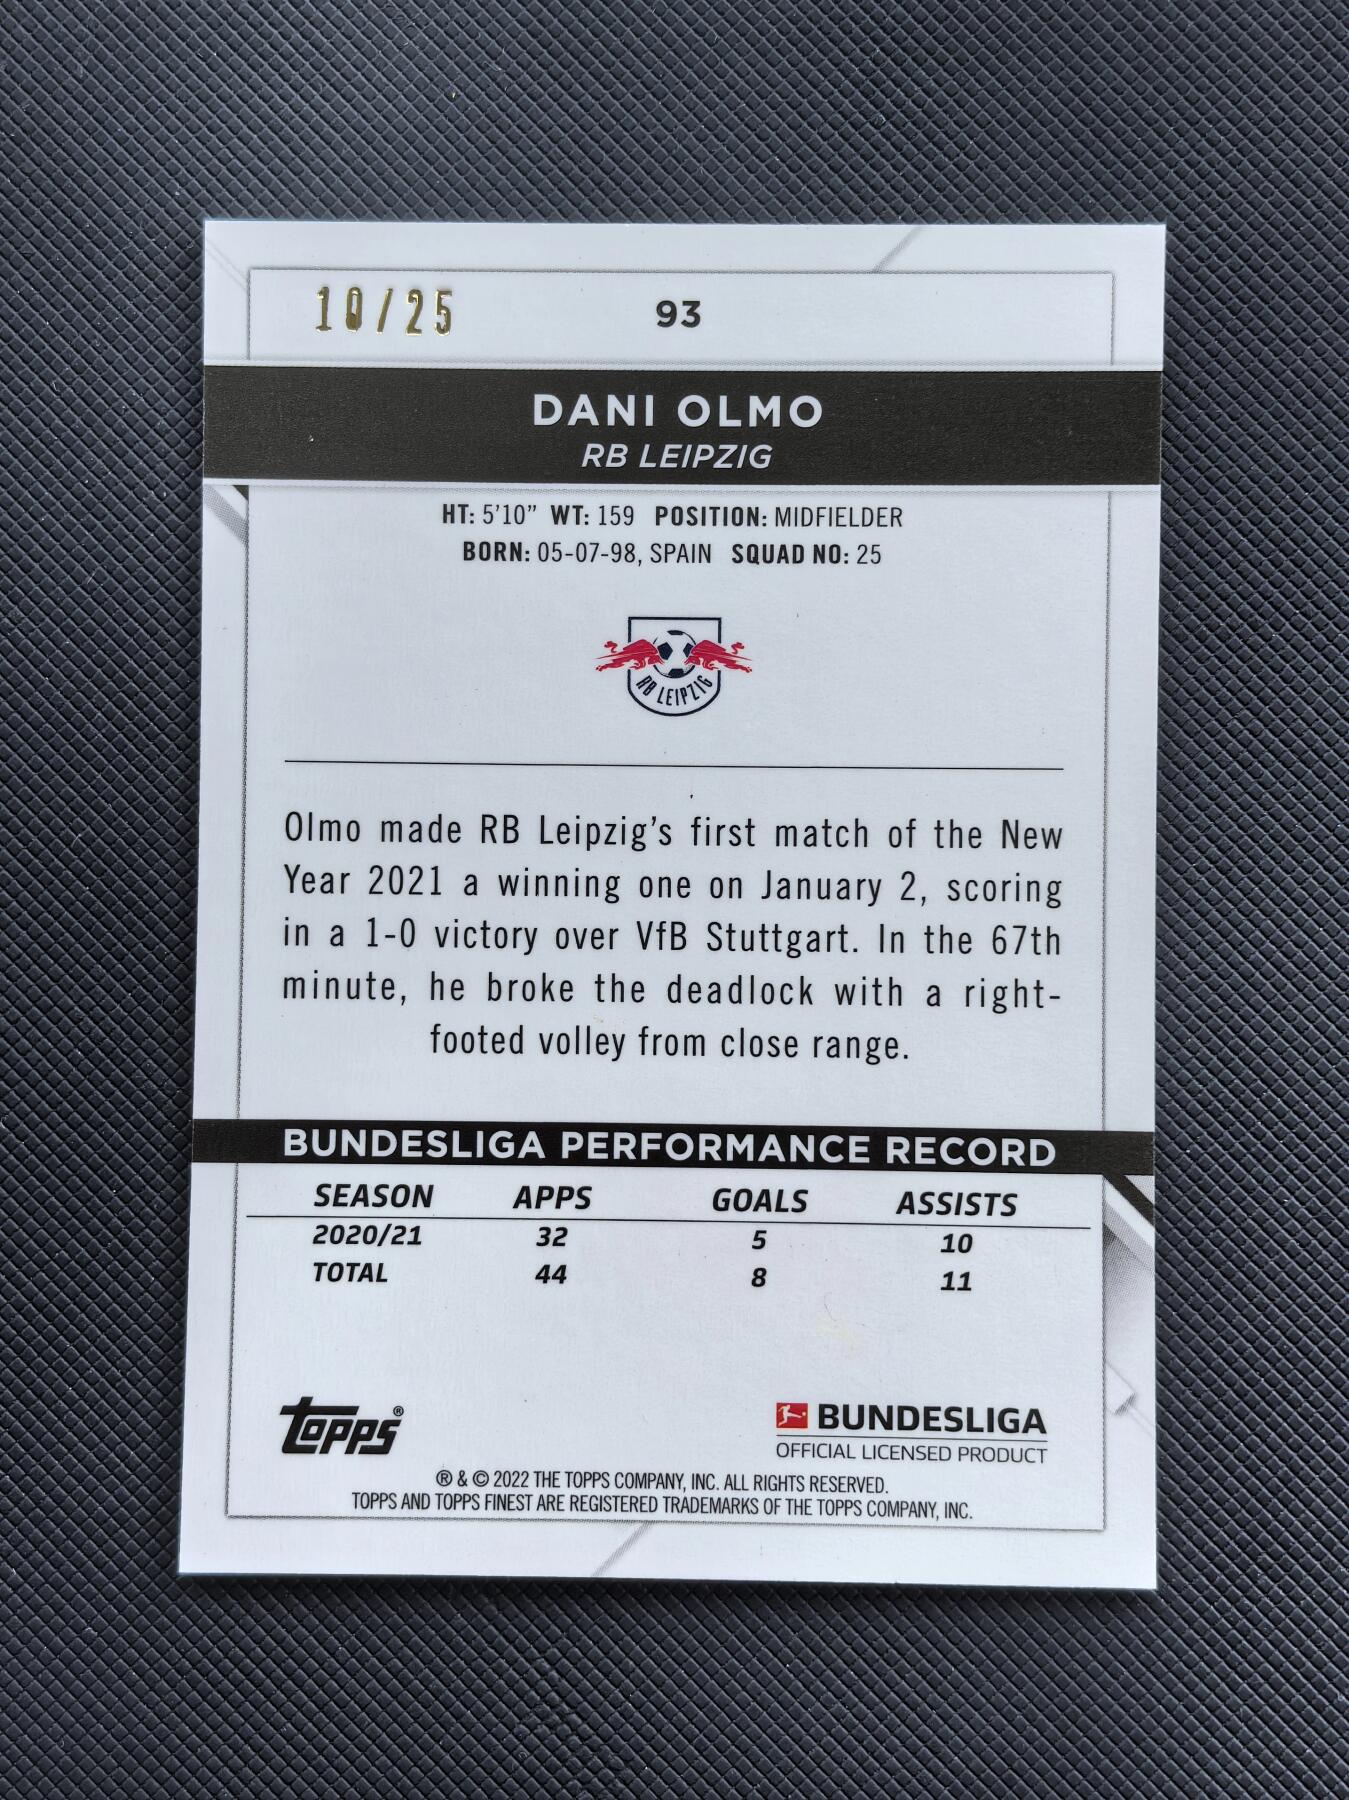 10/25
93
DANI OLMO
RB LEIPZIG
HT: 5'10" WT: 159 POSITION: MIDFIELDER
BORN: 05-07-98, SPAIN SQUAD NO: 25
RB LEIPZIG
Olmo made RB Leipzig’s first match of the New
Year 2021 a winning one on January 2, scoring
in a 1-0 victory over VfB Stuttgart. In the 67th
minute, he broke the deadlock with a right-
footed volley from close range.
BUNDESLIGA PERFORMANCE RECORD
SEASON APPS GOALS ASSISTS
2020/21 32 5 10
TOTAL 44 8 11
TOPPS®
BUNDESLIGA
OFFICIAL LICENSED PRODUCT
® & © 2022 THE TOPPS COMPANY, INC. ALL RIGHTS RESERVED.
TOPPS AND TOPPS FINEST ARE REGISTERED TRADEMARKS OF THE TOPPS COMPANY, INC.